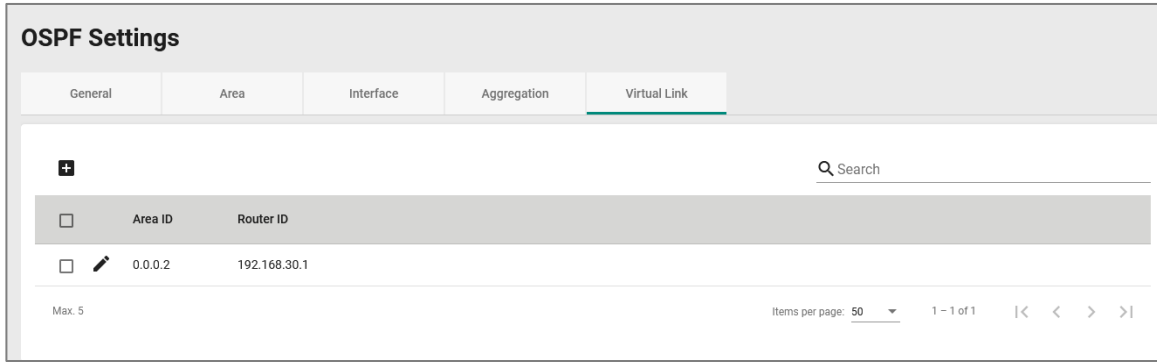 OSPF Settings
General Area Interface Aggregation Virtual Link
Search
Area ID Router ID
0.0.0.2 192.168.30.1
Max. 5 Items per page: 50 1 – 1 of 1